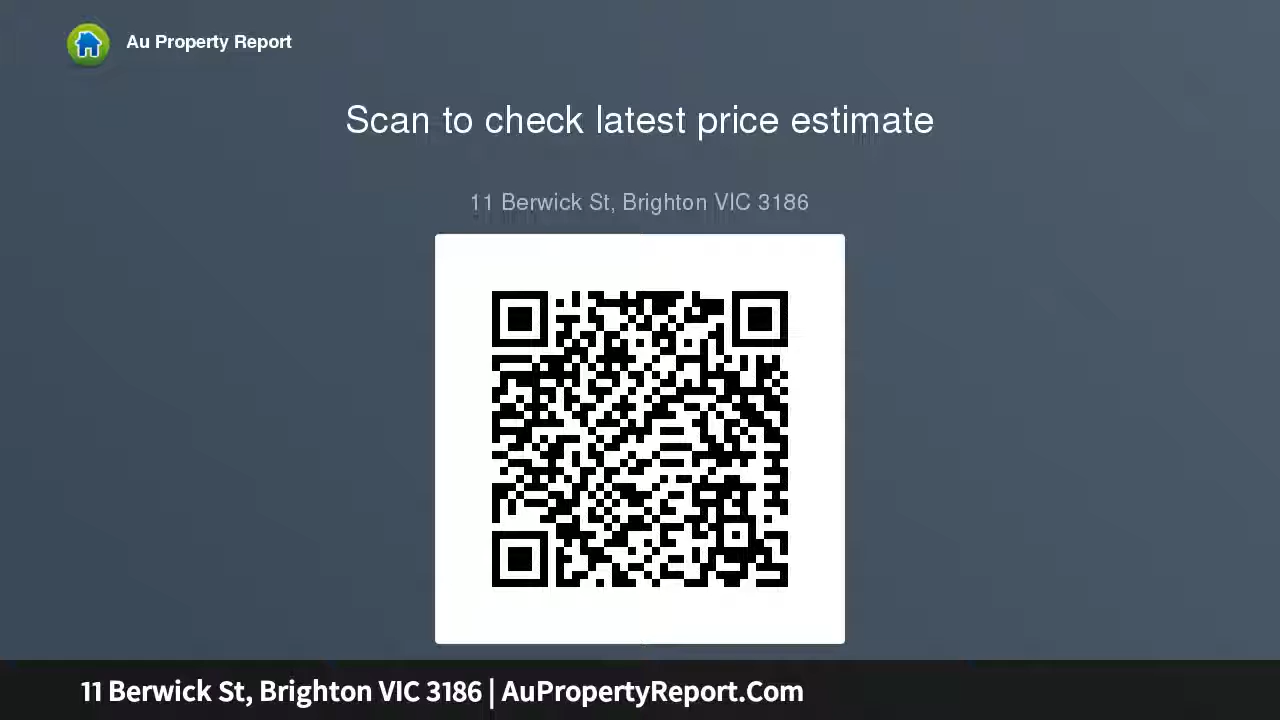 Au Property Report
Scan to check latest price estimate
11 Berwick St, Brighton VIC 3186
11 Berwick St, Brighton VIC 3186 | AuPropertyReport.Com